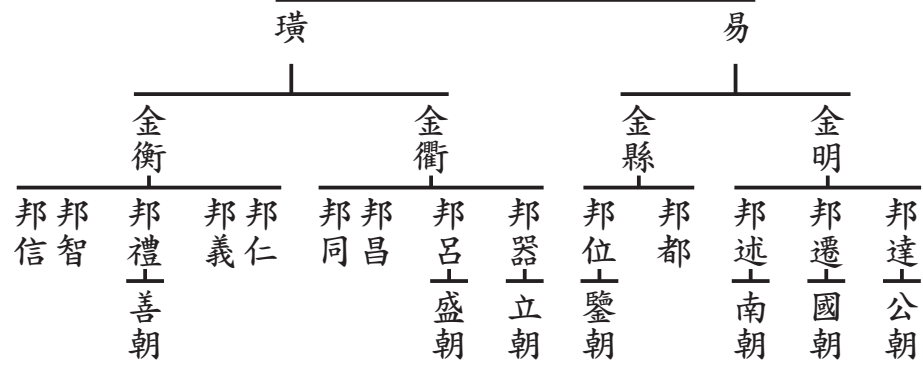 易
璜
金明
金縣
金衢
金衡
邦達
邦遷
邦述
邦都
邦位
邦器
邦呂
邦昌
邦同
邦仁
邦義
邦禮
邦智
邦信
公朝
國朝
南朝
鑒朝
立朝
盛朝
善朝